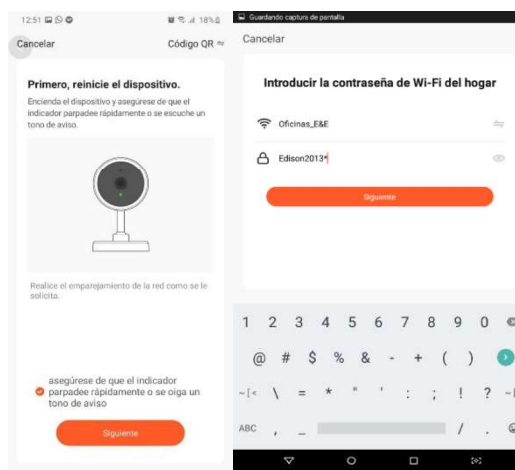 12:51
18%
Cancelar
Código QR
Primero, reinicie el dispositivo.
Encienda el dispositivo y asegúrese de que el
indicador parpadee rápidamente o se escuche un
tono de aviso.
Realice el emparejamiento de la red como se le
solicita.
asegúrese de que el indicador
parpadee rápidamente o se oiga un
tono de aviso
Siguiente
Guardando captura de pantalla
Cancelar
Introducir la contraseña de Wi-Fi del hogar
Oficinas_E&E
Edison2013*
Siguiente
1 2 3 4 5 6 7 8 9 0
@ # $ % & - + ( )
~[< \ = * " ' : ; ! ?
ABC , _ / .